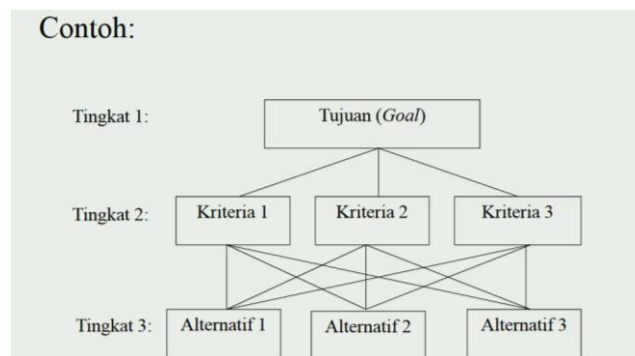 Contoh:
Tingkat 1:
Tujuan (Goal)
Tingkat 2:
Kriteria 1
Kriteria 2
Kriteria 3
Tingkat 3:
Alternatif 1
Alternatif 2
Alternatif 3